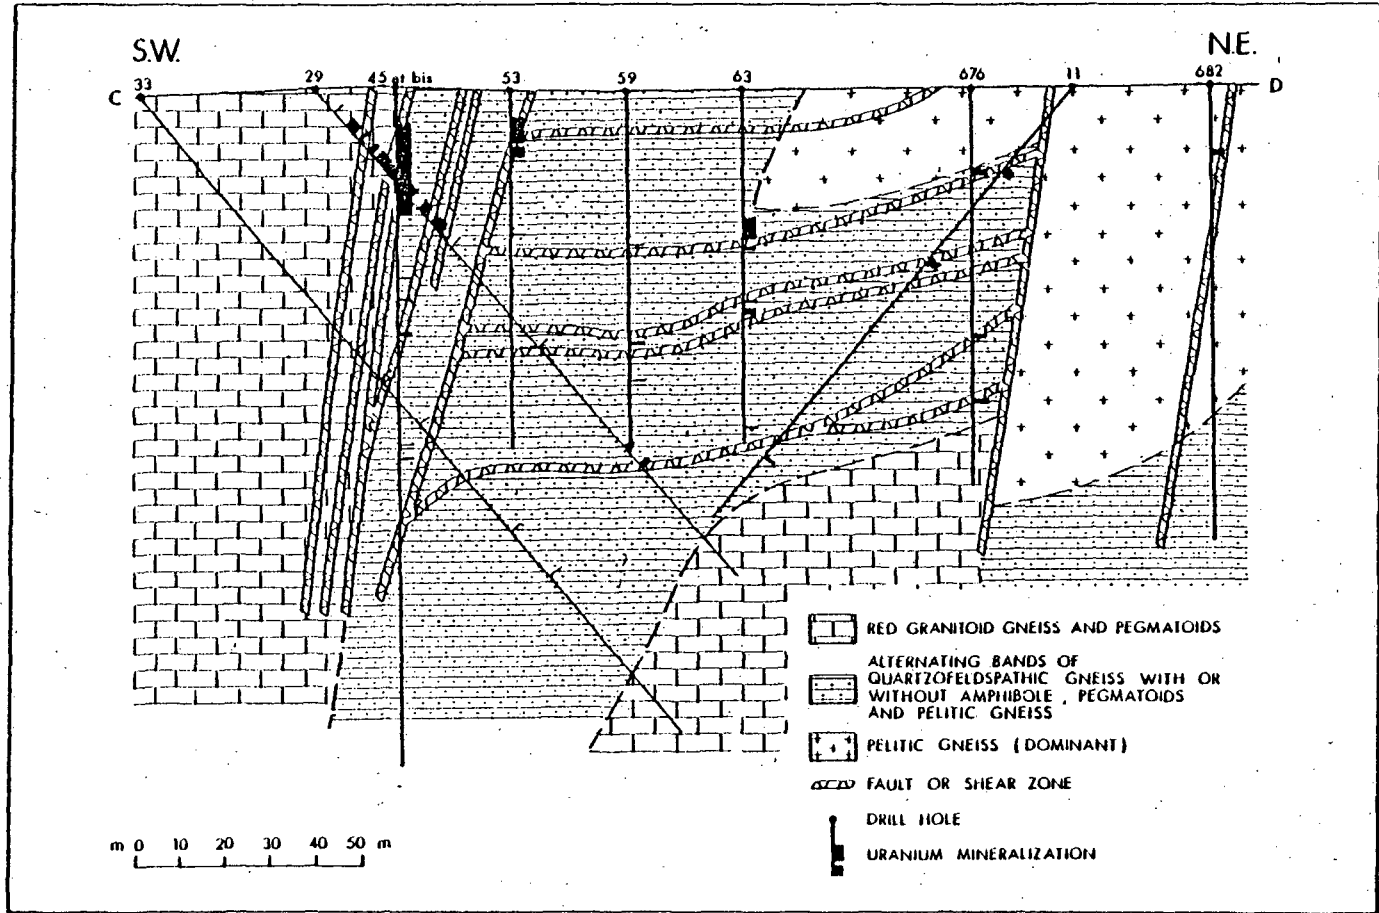 S.W. N.E.
C 33 29 45 et bis 53 59 63 676 11 682 D
RED GRANITOID GNEISS AND PEGMATOIDS
ALTERNATING BANDS OF
QUARTZOFELDSPATHIC GNEISS WITH OR
WITHOUT AMPHIBOLE, PEGMATOIDS
AND PELITIC GNEISS
PELITIC GNEISS (DOMINANT)
FAULT OR SHEAR ZONE
DRILL HOLE
URANIUM MINERALIZATION
m 0 10 20 30 40 50 m